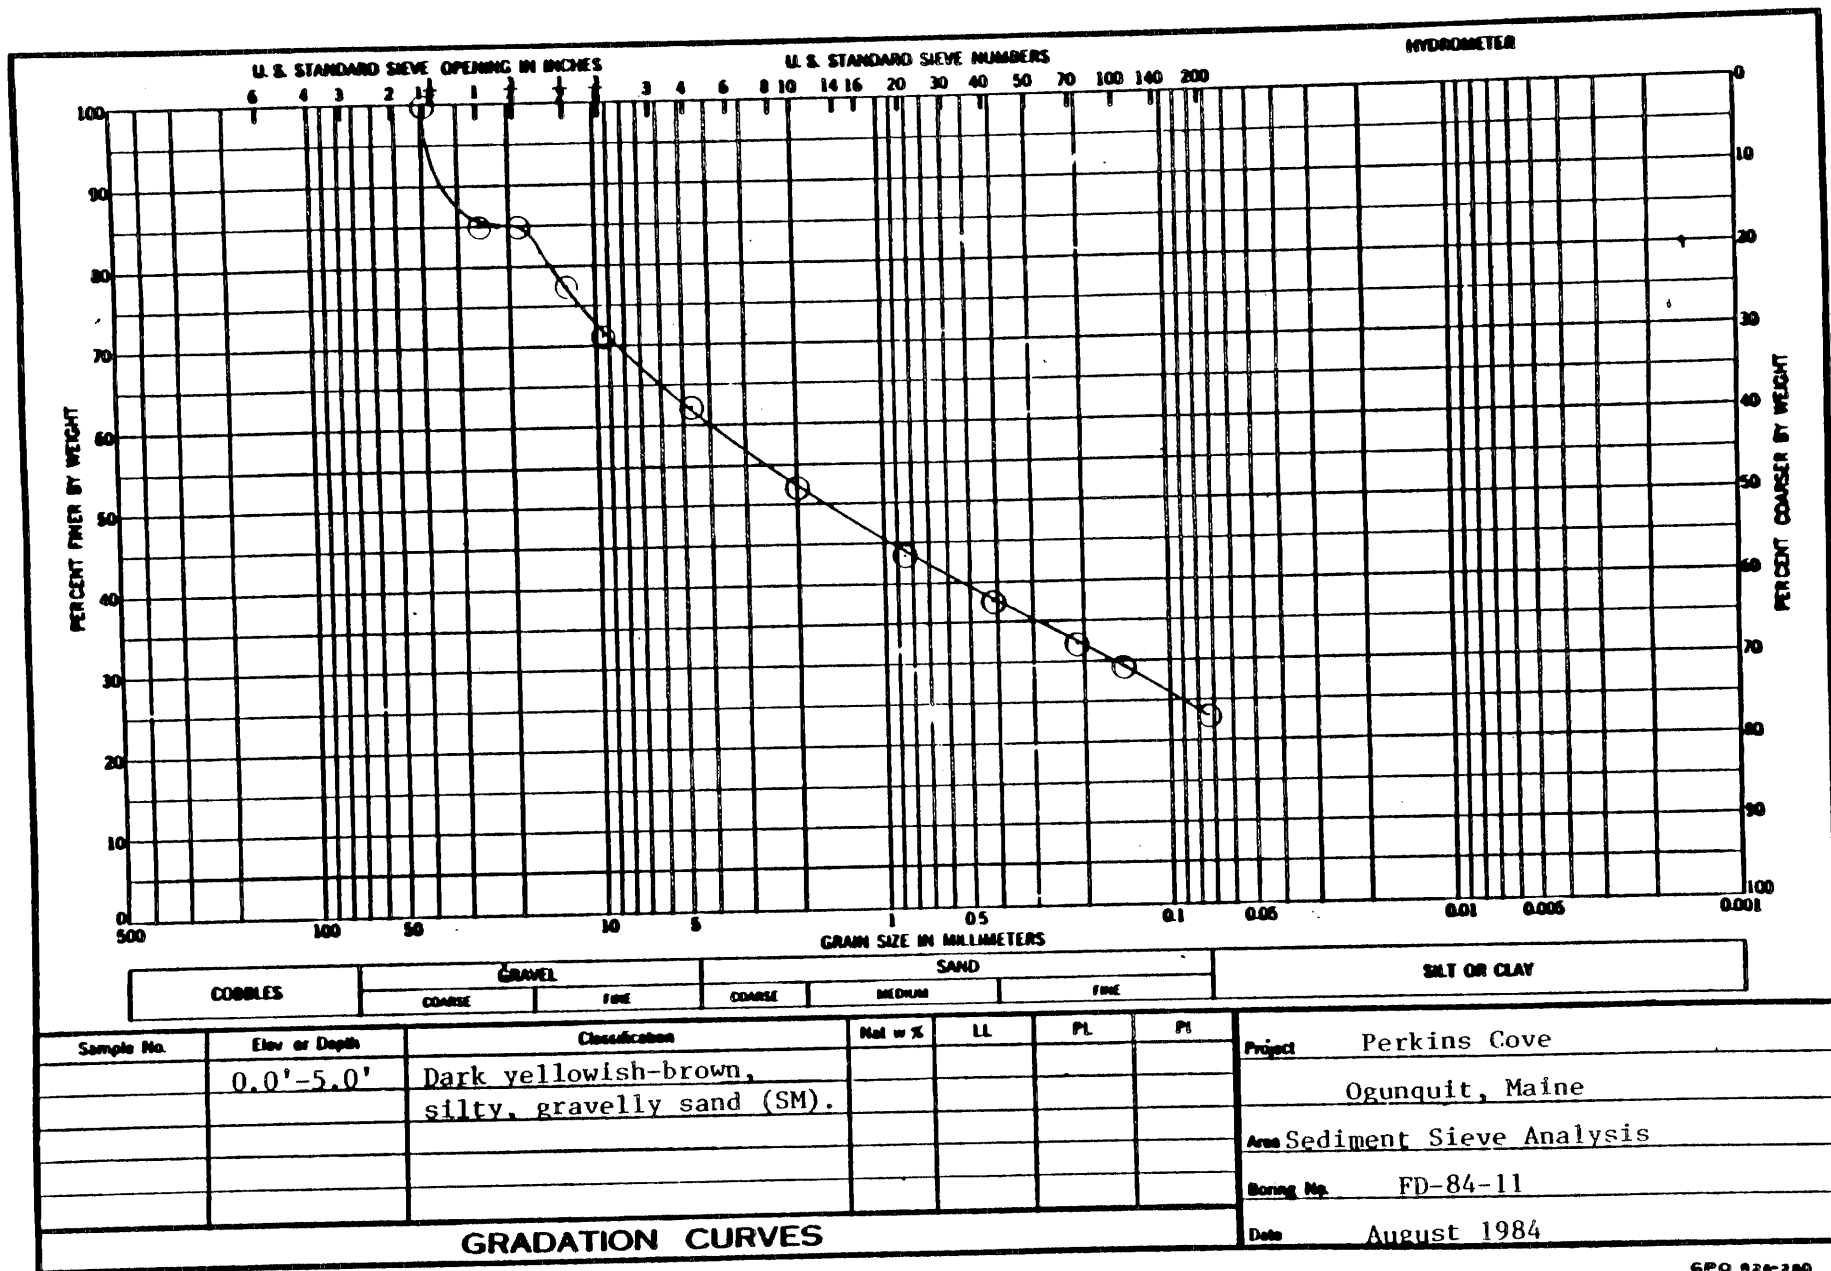 U. S. STANDARD SIEVE OPENING IN INCHES
U. S. STANDARD SIEVE NUMBERS
HYDROMETER
6 4 3 2 1½ 1 ½ 3 4 6 8 10 14 16 20 30 40 50 70 100 140 200
100
90
80
70
60
50
40
30
20
10
0
PERCENT FINER BY WEIGHT
0
10
20
30
40
50
60
70
80
90
100
PERCENT COARSER BY WEIGHT
500 100 50 10 5 1 0.5 0.1 0.05 0.01 0.005 0.001
GRAIN SIZE IN MILLIMETERS
COBBLES
GRAVEL
COARSE FINE
SAND
COARSE MEDIUM FINE
SILT OR CLAY
Sample No. Elev or Depth Classification Nat w % LL PL PI
0.0'-5.0' Dark yellowish-brown,
silty, gravelly sand (SM).
Project Perkins Cove
Ogunquit, Maine
Area Sediment Sieve Analysis
Boring No. FD-84-11
Date August 1984
GRADATION CURVES